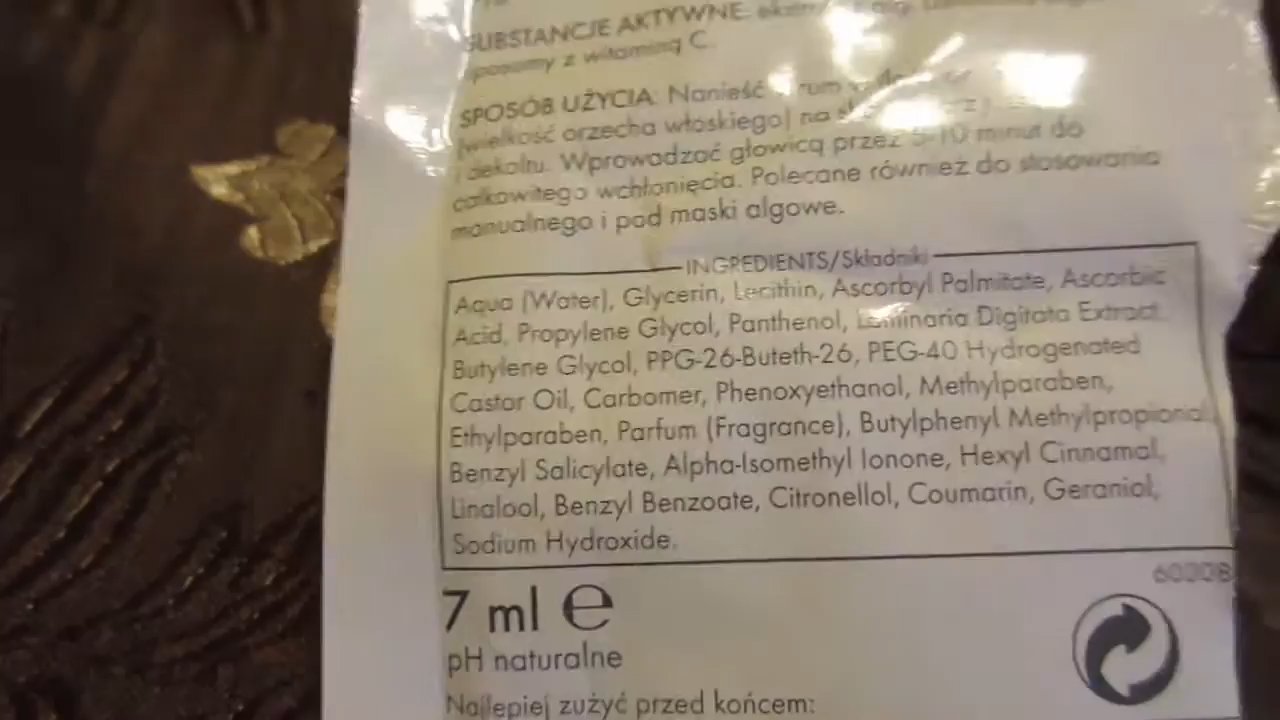 SUBSTANCJE AKTYWNE:
z witaminą C.
SPOSÓB UŻYCIA: Nanieść
(wielkość orzecha włoskiego) na
i dekoltu. Wprowadzać głowicą przez 5-10 minut do
całkowitego wchłonięcia. Polecane również do stosowania
manualnego i pod maski algowe.
INGREDIENTS/Składniki
Aqua (Water), Glycerin, Lecithin, Ascorbyl Palmitate, Ascorbic
Acid, Propylene Glycol, Panthenol, Laminaria Digitata Extract,
Butylene Glycol, PPG-26-Buteth-26, PEG-40 Hydrogenated
Castor Oil, Carbomer, Phenoxyethanol, Methylparaben,
Ethylparaben, Parfum (Fragrance), Butylphenyl Methylpropional,
Benzyl Salicylate, Alpha-Isomethyl Ionone, Hexyl Cinnamal,
Linalool, Benzyl Benzoate, Citronellol, Coumarin, Geraniol,
Sodium Hydroxide.
60008
7 ml e
pH naturalne
Najlepiej zużyć przed końcem: